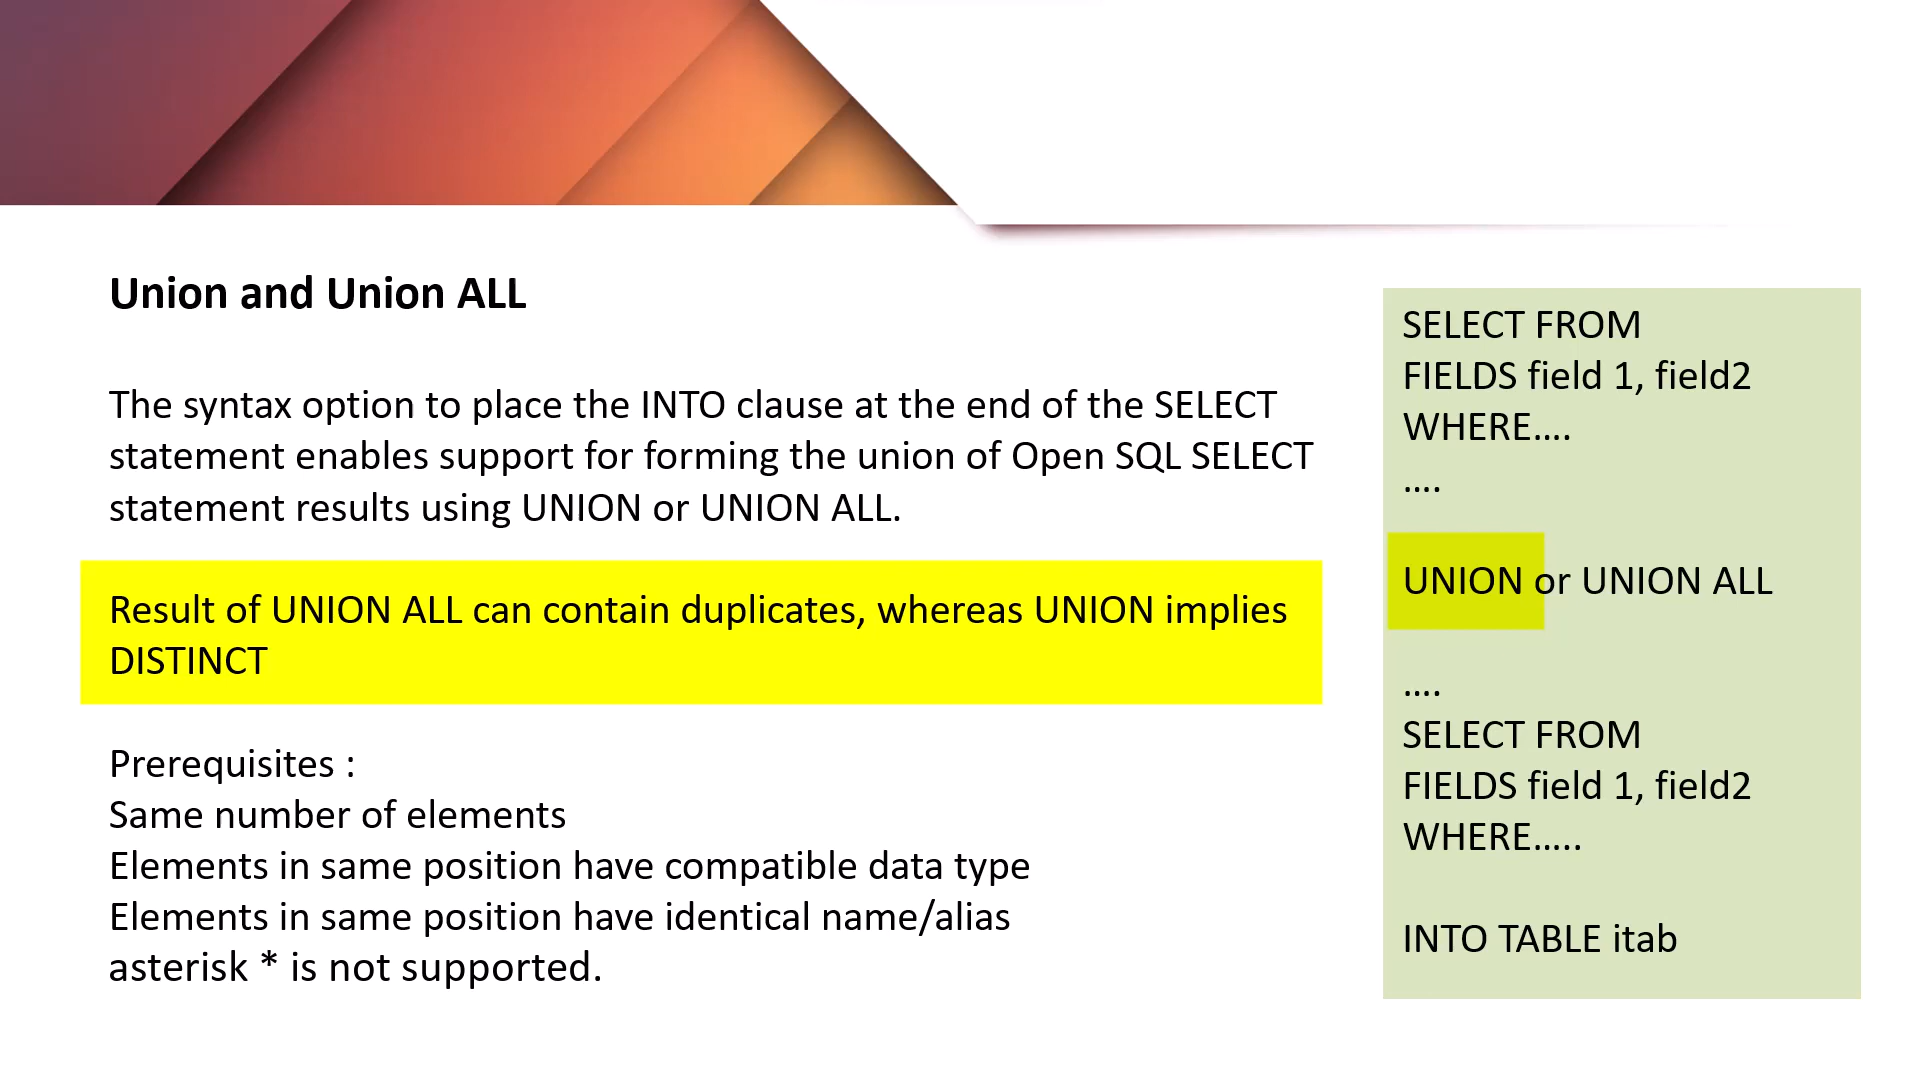 Union and Union ALL
The syntax option to place the INTO clause at the end of the SELECT
statement enables support for forming the union of Open SQL SELECT
statement results using UNION or UNION ALL.
Result of UNION ALL can contain duplicates, whereas UNION implies
DISTINCT
Prerequisites :
Same number of elements
Elements in same position have compatible data type
Elements in same position have identical name/alias
asterisk * is not supported.
SELECT FROM
FIELDS field 1, field2
WHERE....
....
UNION or UNION ALL
....
SELECT FROM
FIELDS field 1, field2
WHERE.....
INTO TABLE itab